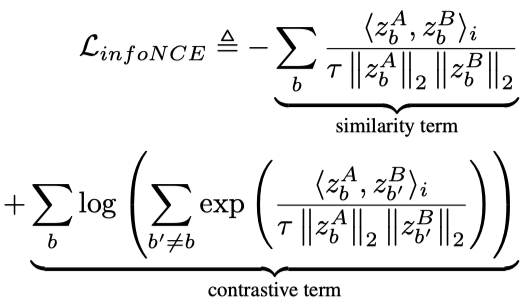 $\mathcal{L}_{infoNCE} \triangleq - \underbrace{\sum_{b} \frac{\langle z_b^A, z_b^B \rangle_i}{\tau \left\| z_b^A \right\|_2 \left\| z_b^B \right\|_2}}_{\text{similarity term}}$
$+ \underbrace{\sum_{b} \log \left( \sum_{b' \neq b} \exp \left( \frac{\langle z_b^A, z_{b'}^B \rangle_i}{\tau \left\| z_b^A \right\|_2 \left\| z_{b'}^B \right\|_2} \right) \right)}_{\text{contrastive term}}$